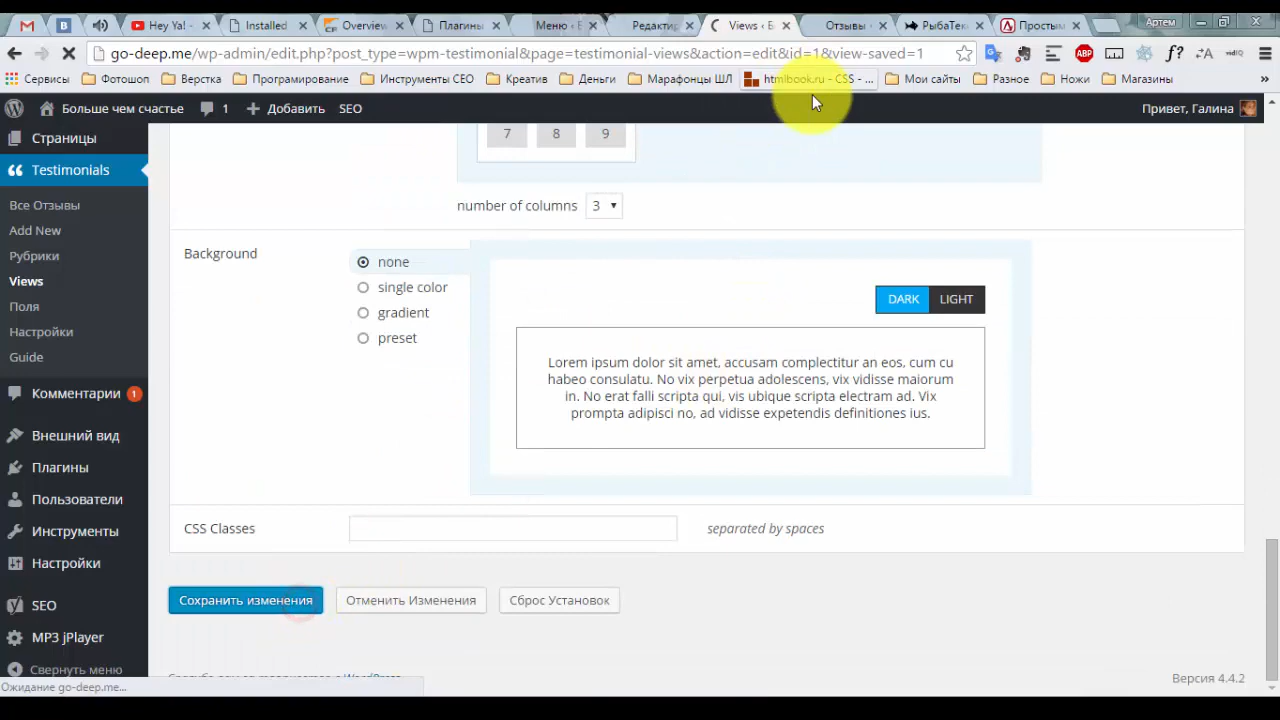 Hey Ya! -
Installed
Overview
Плагины
Меню ‹ Б
Редактир
Views ‹ Б
Отзывы -
РыбаТек
Простым
Артем
go-deep.me/wp-admin/edit.php?post_type=wpm-testimonial&page=testimonial-views&action=edit&id=1&view-saved=1
Сервисы
Фотошоп
Верстка
Програмирование
Инструменты СЕО
Креатив
Деньги
Марафоны ШЛ
htmlbook.ru - CSS - ...
Мои сайты
Разное
Ножи
Магазины
Больше чем счастье
1
Добавить
SEO
Привет, Галина
Страницы
Testimonials
Все Отзывы
Add New
Рубрики
Views
Поля
Настройки
Guide
Комментарии 1
Внешний вид
Плагины
Пользователи
Инструменты
Настройки
SEO
MP3 jPlayer
Свернуть меню
7 8 9
number of columns 3
Background
none
single color
gradient
preset
DARK LIGHT
Lorem ipsum dolor sit amet, accusam complectitur an eos, cum cu
habeo consulatu. No vix perpetua adolescens, vix vidisse maiorum
in. No erat falli scripta qui, vis ubique scripta electram ad. Vix
prompta adipisci no, ad vidisse expetendis definitiones ius.
CSS Classes
separated by spaces
Сохранить изменения
Отменить Изменения
Сброс Установок
Версия 4.4.2
Ожидание go-deep.me...